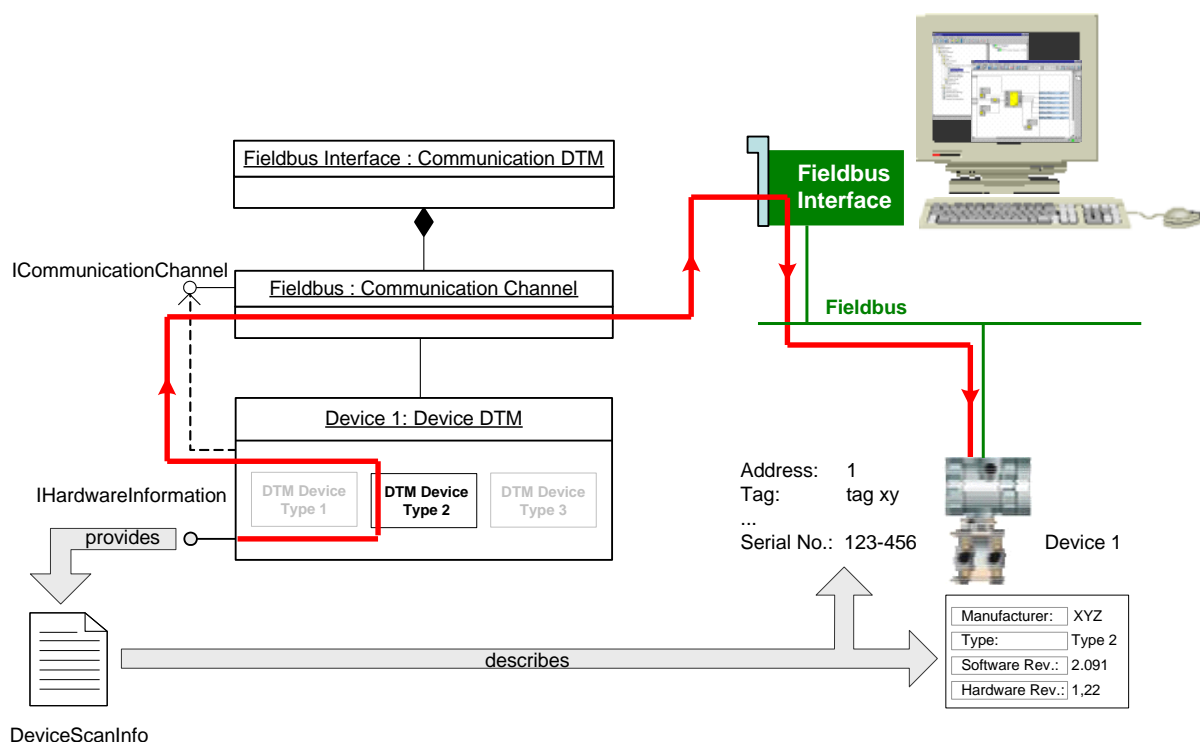 Fieldbus Interface : Communication DTM
Fieldbus
Interface
ICommunicationChannel
Fieldbus : Communication Channel
Fieldbus
Device 1: Device DTM
IHardwareInformation
DTM Device
Type 1
DTM Device
Type 2
DTM Device
Type 3
provides
Address: 1
Tag: tag xy
...
Serial No.: 123-456
Device 1
Manufacturer: XYZ
Type: Type 2
Software Rev.: 2.091
Hardware Rev.: 1,22
describes
DeviceScanInfo